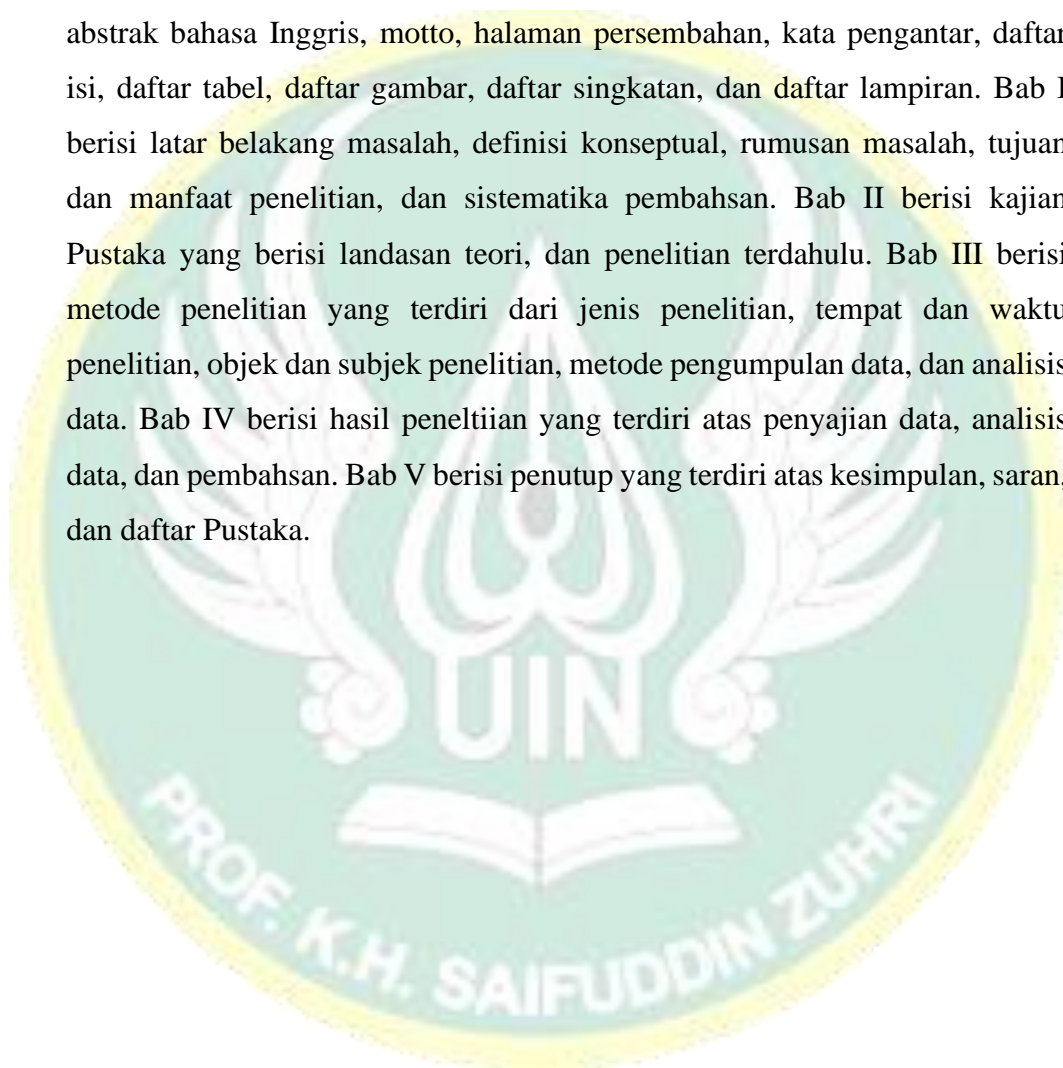 abstrak bahasa Inggris, motto, halaman persembahan, kata pengantar, daftar
isi, daftar tabel, daftar gambar, daftar singkatan, dan daftar lampiran. Bab I
berisi latar belakang masalah, definisi konseptual, rumusan masalah, tujuan
dan manfaat penelitian, dan sistematika pembahsan. Bab II berisi kajian
Pustaka yang berisi landasan teori, dan penelitian terdahulu. Bab III berisi
metode penelitian yang terdiri dari jenis penelitian, tempat dan waktu
penelitian, objek dan subjek penelitian, metode pengumpulan data, dan analisis
data. Bab IV berisi hasil peneltiian yang terdiri atas penyajian data, analisis
data, dan pembahsan. Bab V berisi penutup yang terdiri atas kesimpulan, saran,
dan daftar Pustaka.
UIN
PROF. K.H. SAIFUDDIN ZUHRI